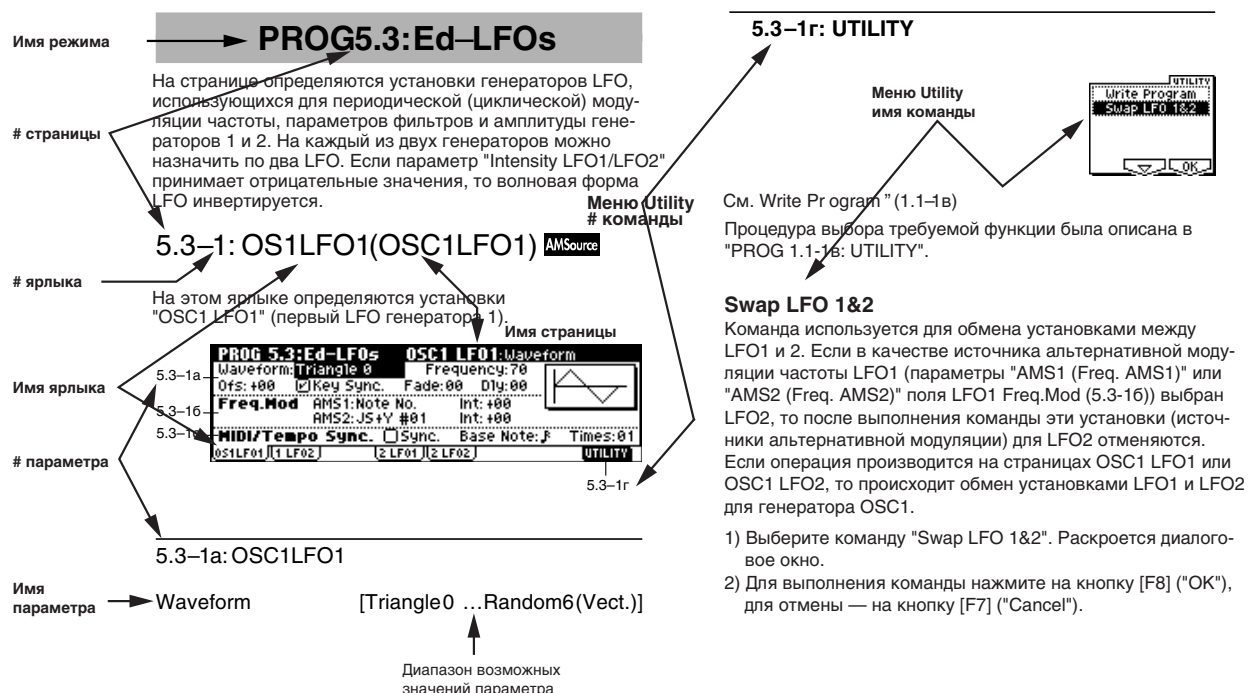 Имя режима
PROG5.3:Ed–LFOs
На странице определяются установки генераторов LFO,
использующихся для периодической (циклической) моду-
ляции частоты, параметров фильтров и амплитуды гене-
раторов 1 и 2. На каждый из двух генераторов можно
назначить по два LFO. Если параметр "Intensity LFO1/LFO2"
принимает отрицательные значения, то волновая форма
LFO инвертируется.
# страницы
Меню Utility
# команды
5.3–1: OS1LFO1(OSC1LFO1) AMSource
# ярлыка
На этом ярлыке определяются установки
"OSC1 LFO1" (первый LFO генератора 1).
Имя страницы
Имя ярлыка
PROG 5.3:Ed-LFOs OSC1 LFO1:Waveform
Waveform:Triangle 0 Frequency:70
5.3–1а
Ofs:+00 Key Sync. Fade:00 Dly:00
Freq.Mod AMS1:Note No. Int:+00
5.3–1б
AMS2:JS+Y #01 Int:+00
MIDI/Tempo Sync. Sync. Base Note: Times:01
OS1LFO1 1 LFO2 2 LFO1 2 LFO2 UTILITY
# параметра
5.3–1г
5.3–1а: OSC1LFO1
Имя
параметра
Waveform [Triangle0 …Random6(Vect.)]
Диапазон возможных
значений параметра
5.3–1г: UTILITY
Меню Utility
имя команды
UTILITY
Write Program
Swap LFO 1&2
OK
См. Write Pr ogram " (1.1–1в)
Процедура выбора требуемой функции была описана в
"PROG 1.1-1в: UTILITY".
Swap LFO 1&2
Команда используется для обмена установками между
LFO1 и 2. Если в качестве источника альтернативной моду-
ляции частоты LFO1 (параметры "AMS1 (Freq. AMS1)" или
"AMS2 (Freq. AMS2)" поля LFO1 Freq.Mod (5.3-1б)) выбран
LFO2, то после выполнения команды эти установки (источ-
ники альтернативной модуляции) для LFO2 отменяются.
Если операция производится на страницах OSC1 LFO1 или
OSC1 LFO2, то происходит обмен установками LFO1 и LFO2
для генератора OSC1.
1) Выберите команду "Swap LFO 1&2". Раскроется диалого-
вое окно.
2) Для выполнения команды нажмите на кнопку [F8] ("OK"),
для отмены — на кнопку [F7] ("Cancel").